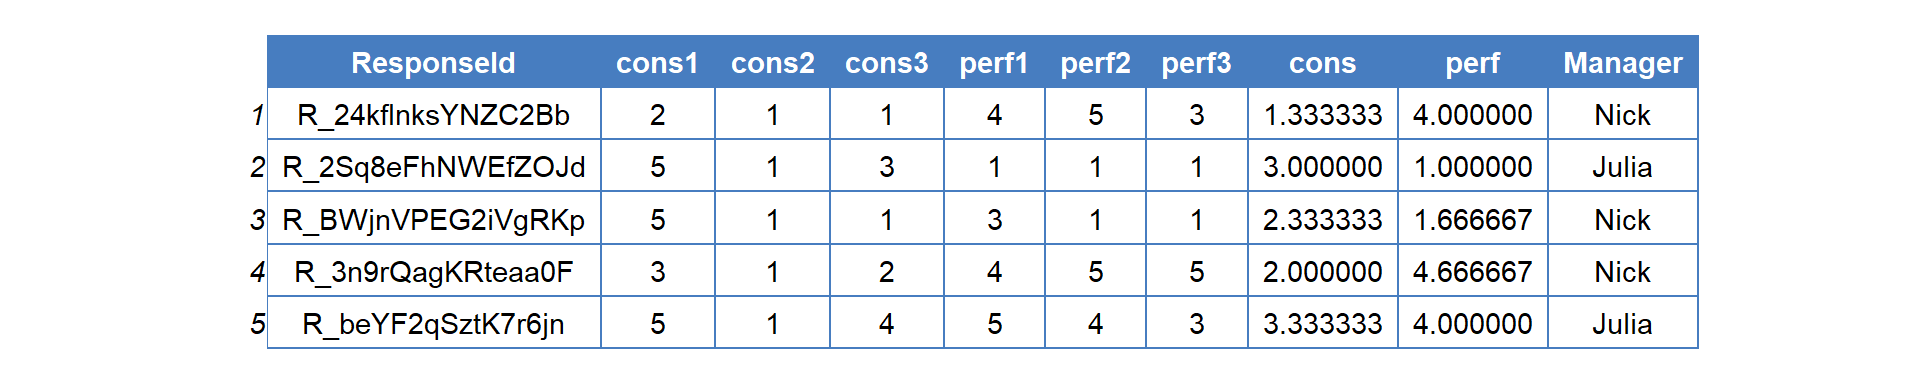 ResponseId cons1 cons2 cons3 perf1 perf2 perf3 cons perf Manager
1 R_24kflnksYNZC2Bb 2 1 1 4 5 3 1.333333 4.000000 Nick
2 R_2Sq8eFhNWEfZOJd 5 1 3 1 1 1 3.000000 1.000000 Julia
3 R_BWjnVPEG2iVgRKp 5 1 1 3 1 1 2.333333 1.666667 Nick
4 R_3n9rQagKRteaa0F 3 1 2 4 5 5 2.000000 4.666667 Nick
5 R_beYF2qSztK7r6jn 5 1 4 5 4 3 3.333333 4.000000 Julia